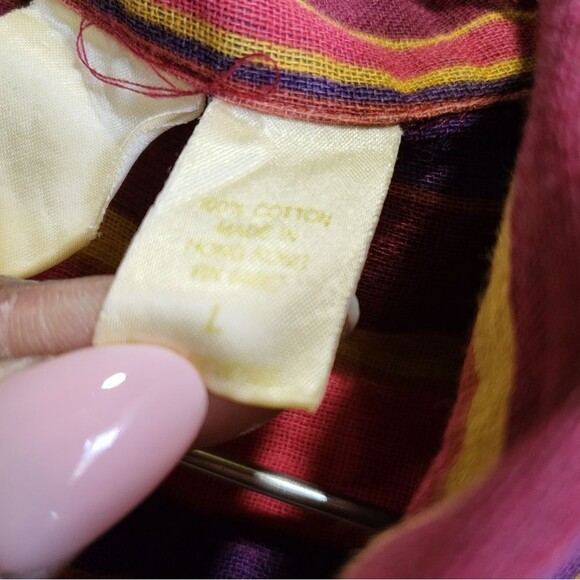 100% COTTON
MADE IN
HONG KONG
L